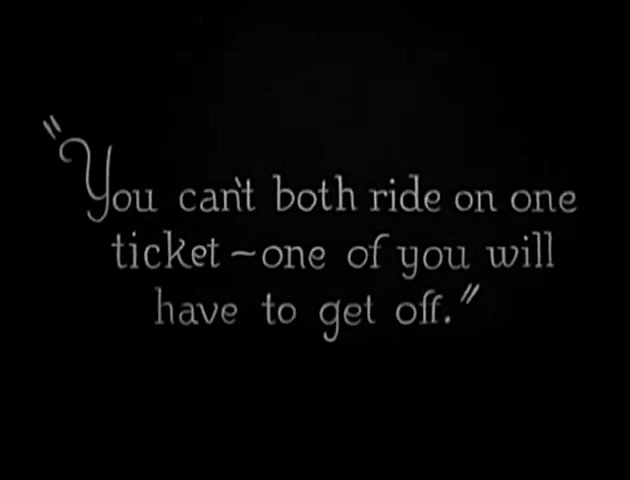 "You can't both ride on one
ticket - one of you will
have to get off."